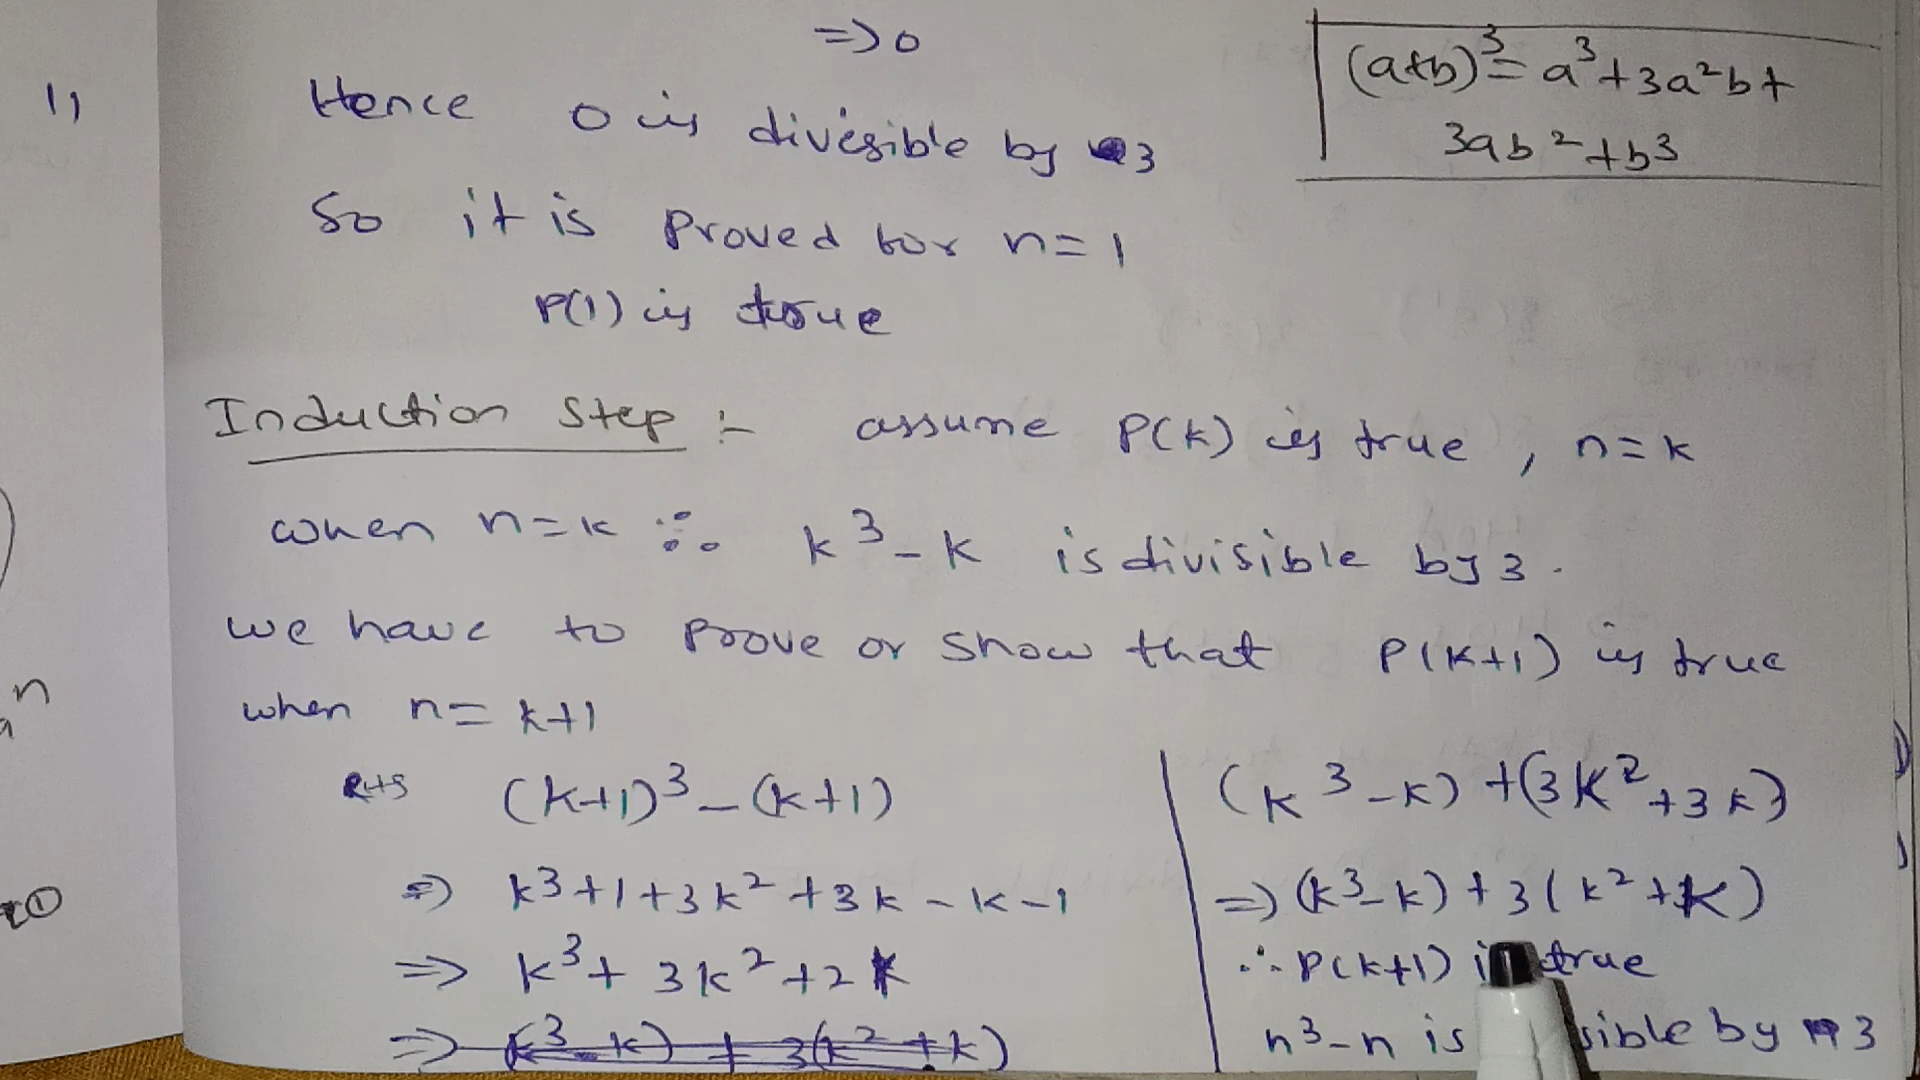 => 0
Hence 0 is divesible by 3
So it is Proved for n=1
P(1) is true
(a+b)³ = a³+3a²b+
3ab²+b³
Induction Step :- assume P(k) is true, n=k
when n=k ∴ k³-k is divisible by 3.
we have to Prove or show that P(k+1) is true
when n= k+1
RHS (k+1)³-(k+1)
=> k³+1+3k²+3k-k-1
=> k³+3k²+2k
=> (k³-k)+3(k²+k)
(k³-k)+(3k²+3k)
=> (k³-k)+3(k²+k)
∴ P(k+1) true
n³-n is sible by 3
11
n